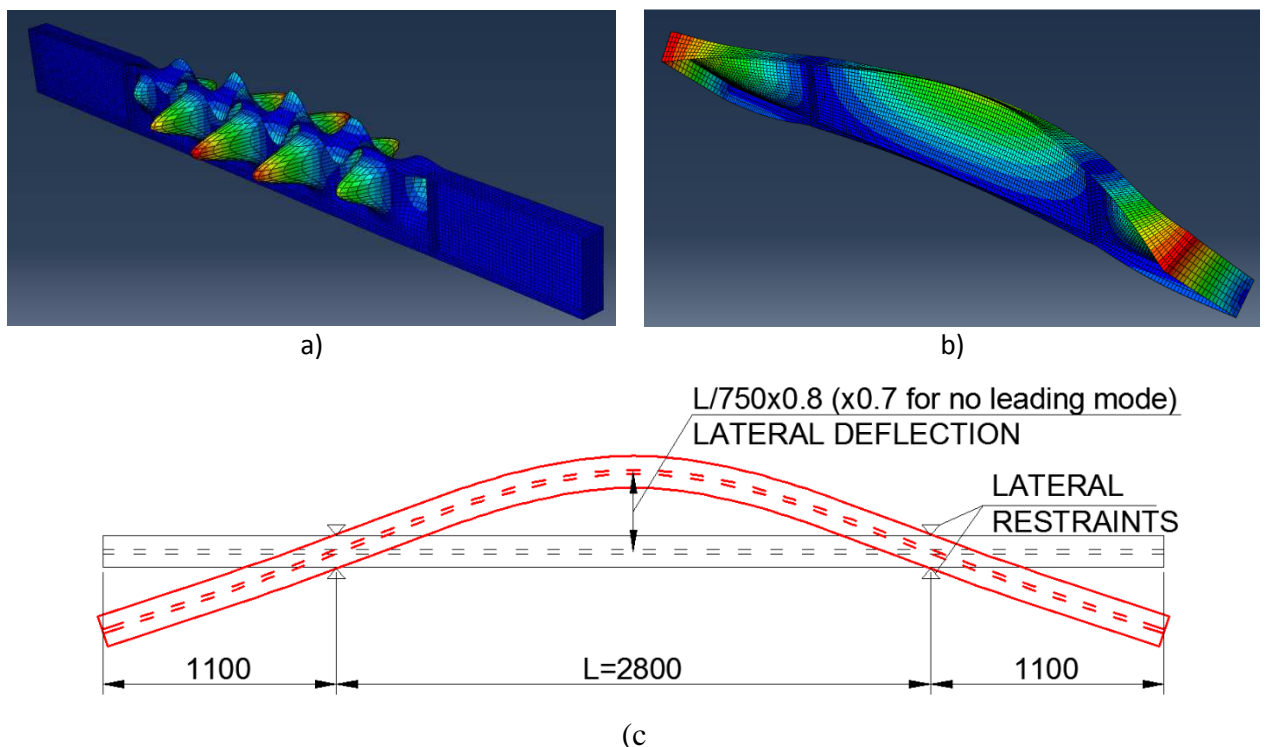 a)
b)
L/750x0.8 (x0.7 for no leading mode)
LATERAL DEFLECTION
LATERAL
RESTRAINTS
1100
L=2800
1100
(c